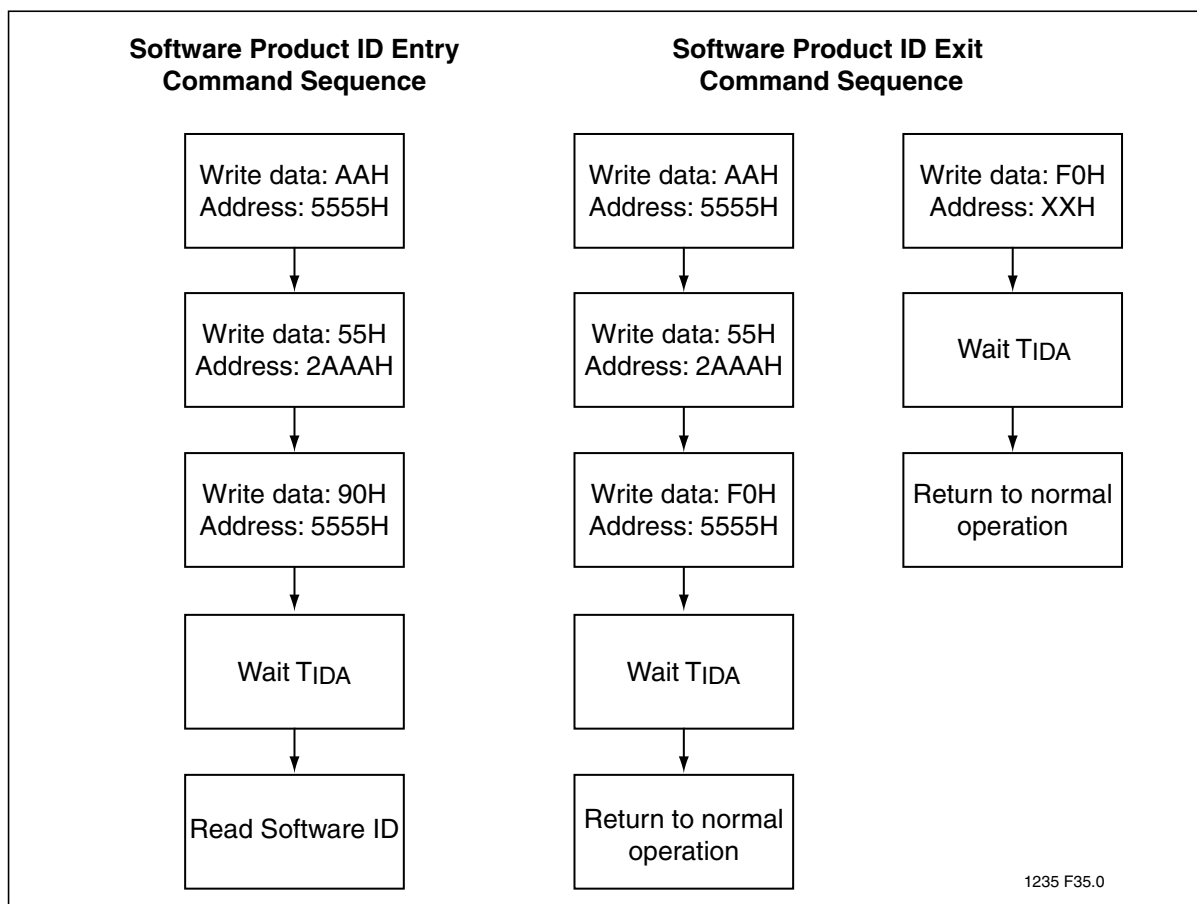 Software Product ID Entry
Command Sequence
Write data: AAH
Address: 5555H
Write data: 55H
Address: 2AAAH
Write data: 90H
Address: 5555H
Wait TIDA
Read Software ID
Software Product ID Exit
Command Sequence
Write data: AAH
Address: 5555H
Write data: 55H
Address: 2AAAH
Write data: F0H
Address: 5555H
Wait TIDA
Return to normal
operation
Write data: F0H
Address: XXH
Wait TIDA
Return to normal
operation
1235 F35.0